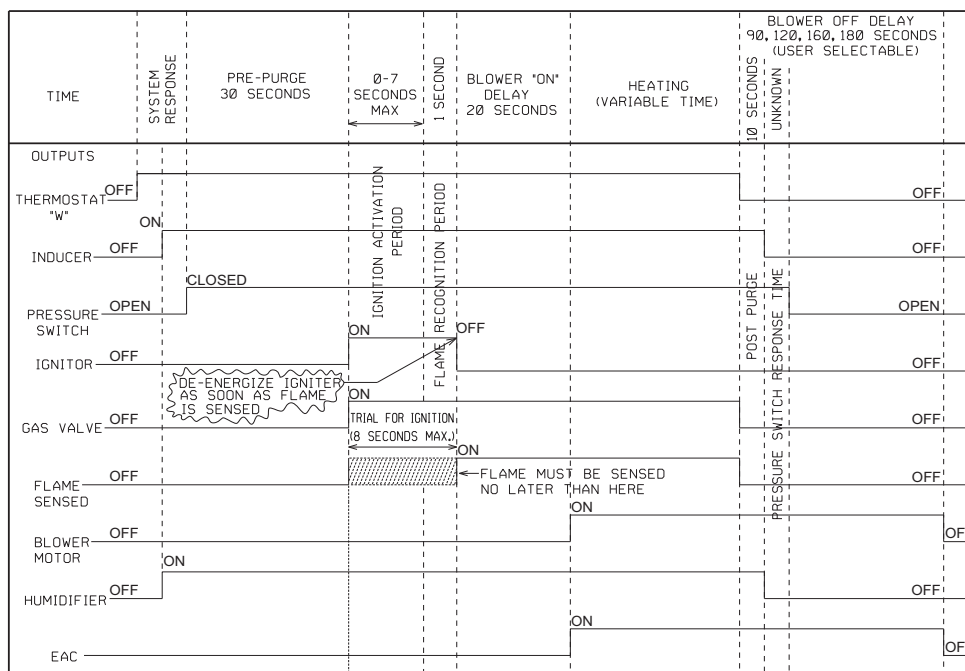 TIME
SYSTEM
RESPONSE
PRE-PURGE
30 SECONDS
0-7
SECONDS
MAX
1 SECOND
BLOWER "ON"
DELAY
20 SECONDS
HEATING
(VARIABLE TIME)
10 SECONDS
UNKNOWN
BLOWER OFF DELAY
90,120,160,180 SECONDS
(USER SELECTABLE)
OUTPUTS
THERMOSTAT
"W"
OFF
OFF
ON
INDUCER
OFF
OFF
CLOSED
PRESSURE
SWITCH
OPEN
OPEN
IGNITION ACTIVATION
PERIOD
FLAME RECOGNITION PERIOD
POST PURGE
PRESSURE SWITCH RESPONSE TIME
ON
OFF
IGNITOR
OFF
DE-ENERGIZE IGNITER
AS SOON AS FLAME
IS SENSED
ON
GAS VALVE
OFF
OFF
TRIAL FOR IGNITION
(8 SECONDS MAX.)
ON
FLAME
SENSED
OFF
OFF
FLAME MUST BE SENSED
NO LATER THAN HERE
ON
BLOWER
MOTOR
OFF
OF
ON
HUMIDIFIER
OFF
OFF
ON
EAC
OF